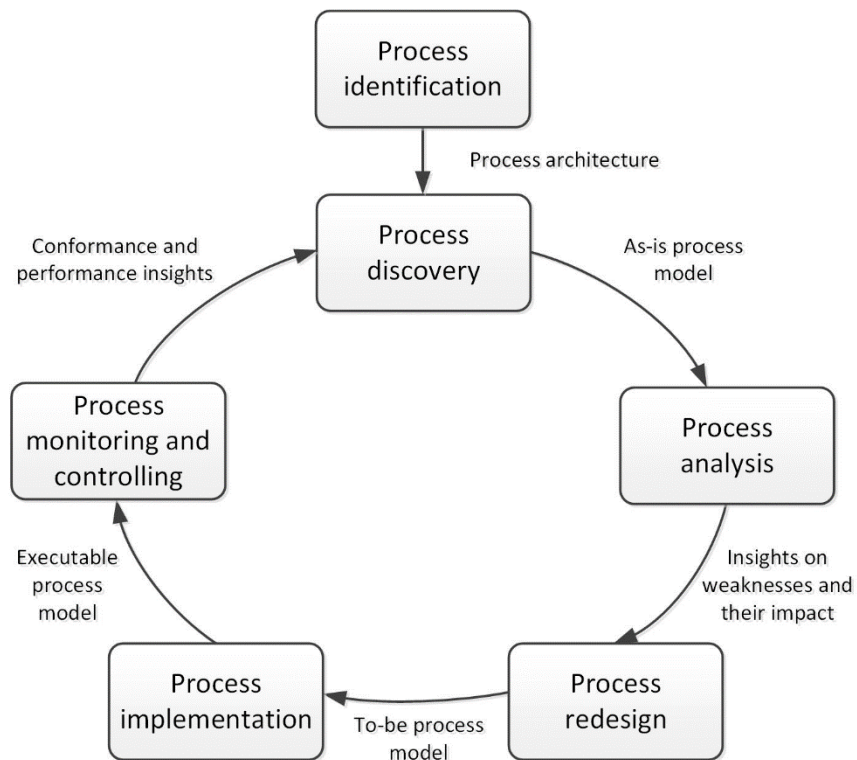 Process
identification
Process architecture
Process
discovery
As-is process
model
Process
analysis
Insights on
weaknesses and
their impact
Process
redesign
To-be process
model
Process
implementation
Executable
process
model
Process
monitoring and
controlling
Conformance and
performance insights